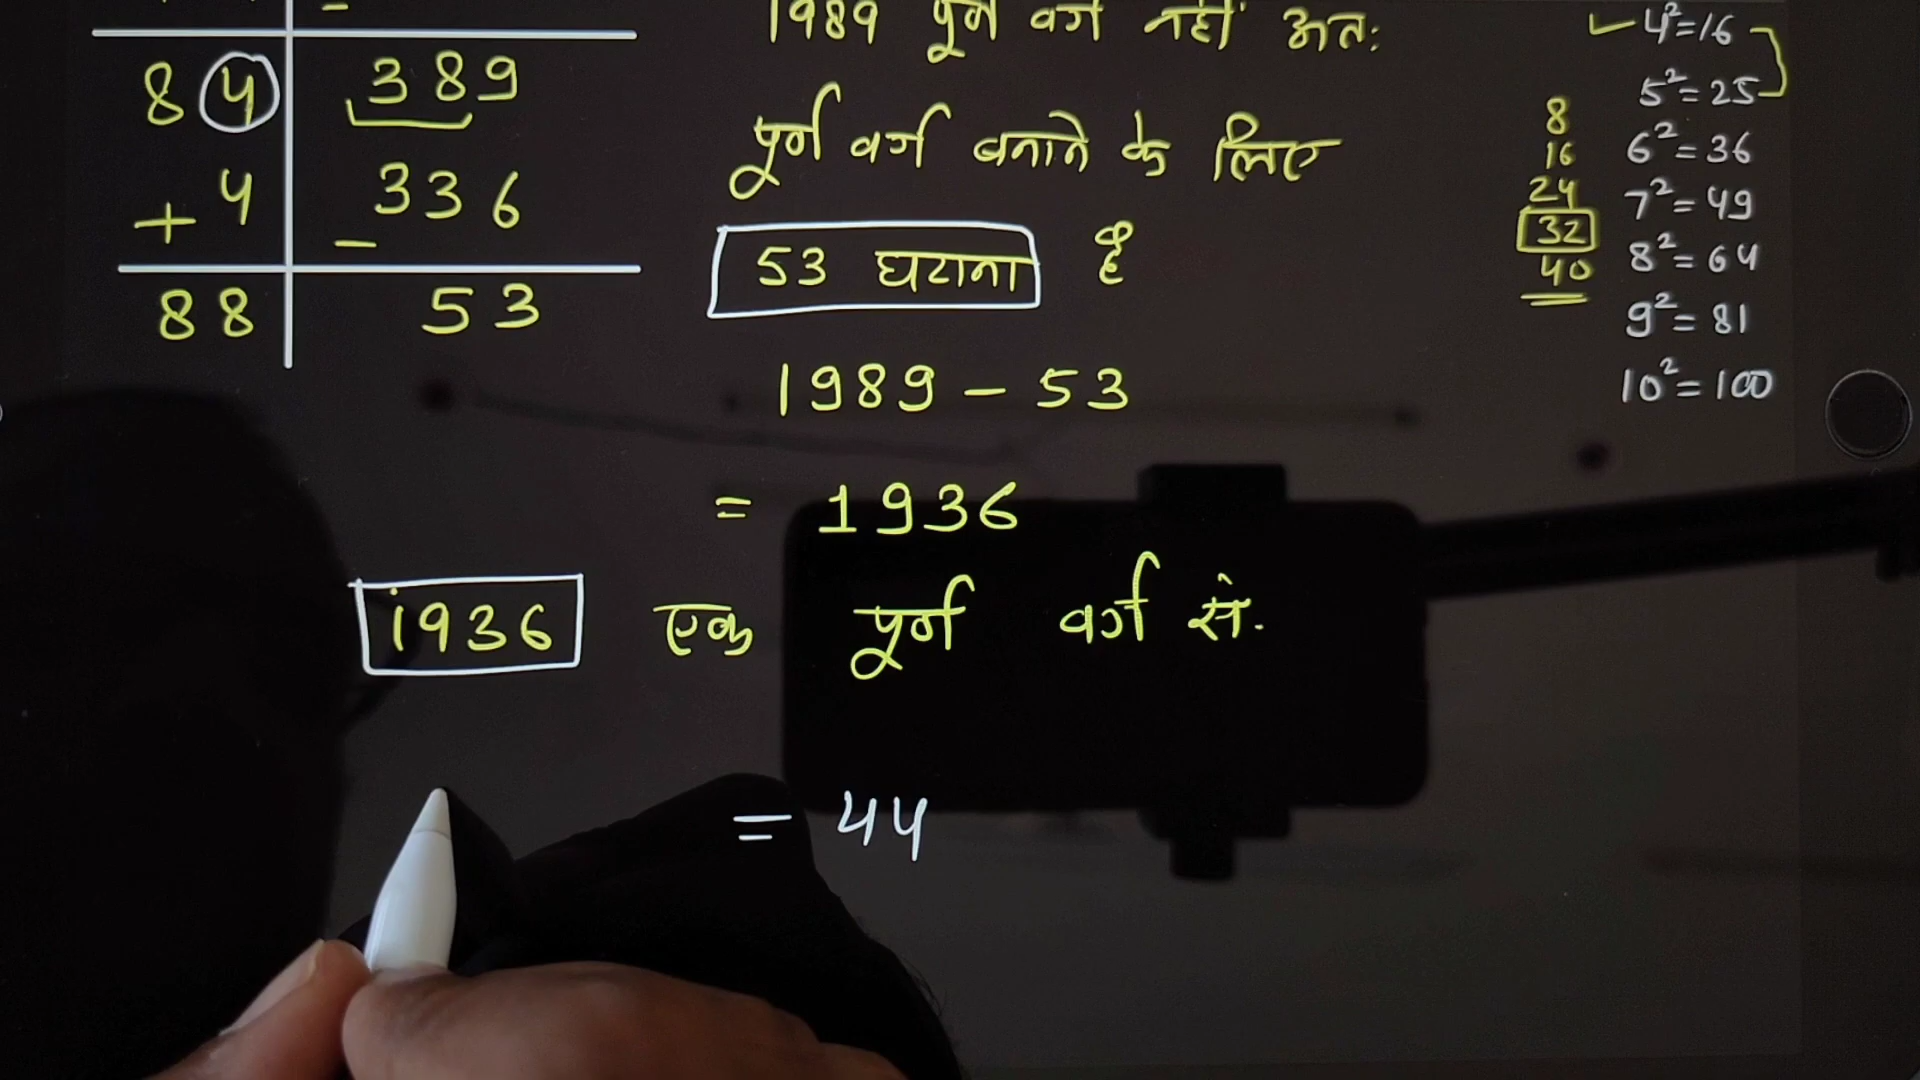 1989 पूर्ण वर्ग नहीं अतः
पूर्ण वर्ग बनाने के लिए
53 घटाना है
1989 - 53
= 1936
1936 एक पूर्ण वर्ग सं.
= 44
84 389
+ 4 - 336
88 53
8
16
24
32
40
4²=16
5²=25
6²=36
7²=49
8²=64
9²=81
10²=100